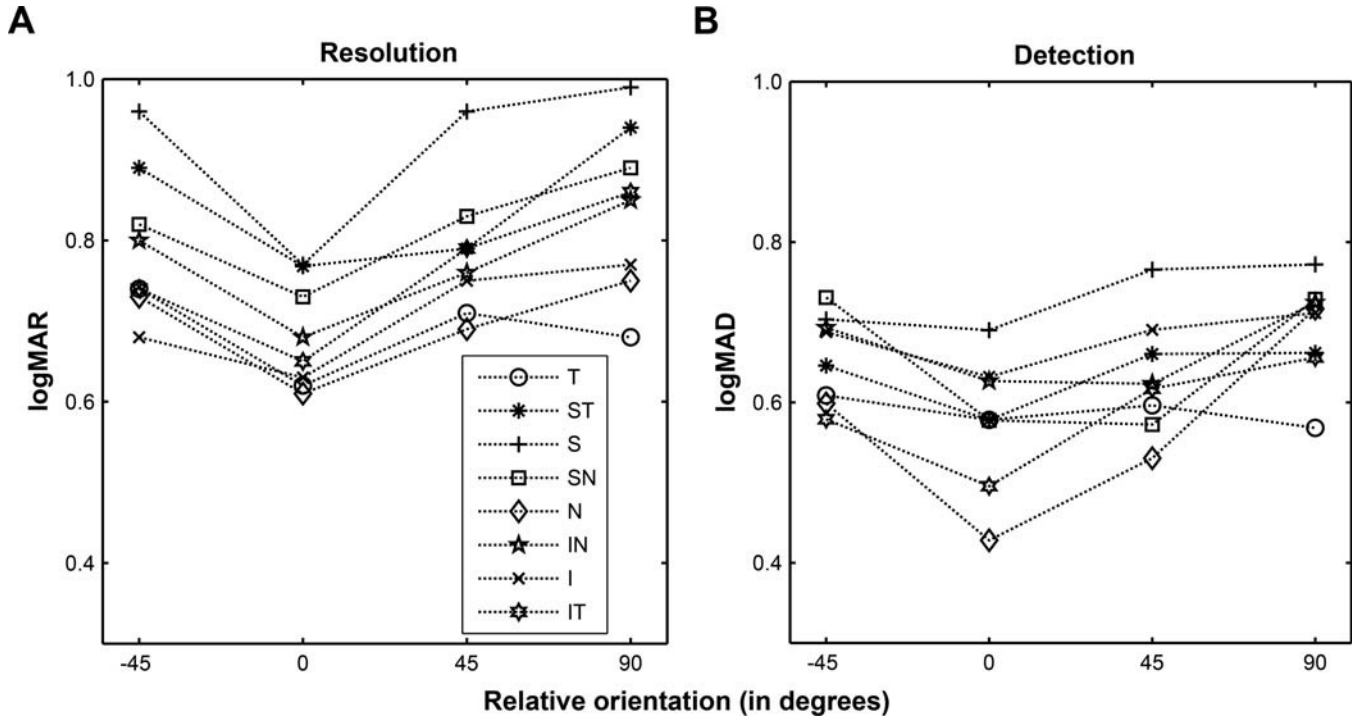 A
B
Resolution
Detection
logMAR
1.0
0.8
0.6
0.4
-45
0
45
90
T
ST
S
SN
N
IN
I
IT
logMAD
1.0
0.8
0.6
0.4
-45
0
45
90
Relative orientation (in degrees)